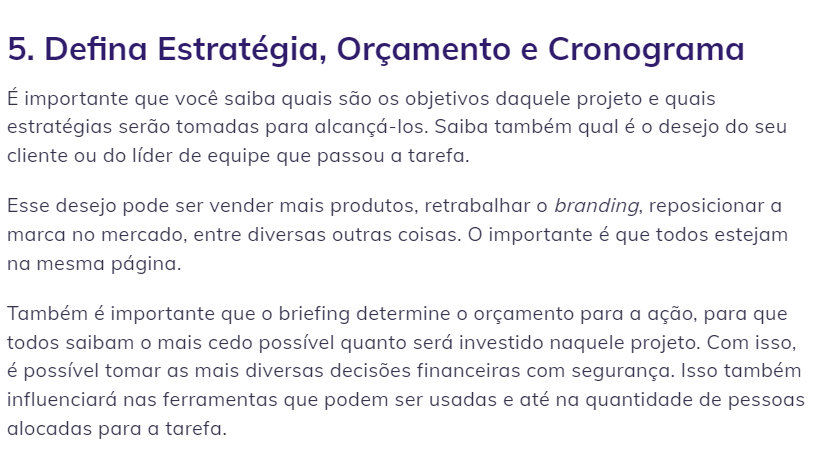 5. Defina Estratégia, Orçamento e Cronograma
É importante que você saiba quais são os objetivos daquele projeto e quais
estratégias serão tomadas para alcançá-los. Saiba também qual é o desejo do seu
cliente ou do líder de equipe que passou a tarefa.
Esse desejo pode ser vender mais produtos, retrabalhar o branding, reposicionar a
marca no mercado, entre diversas outras coisas. O importante é que todos estejam
na mesma página.
Também é importante que o briefing determine o orçamento para a ação, para que
todos saibam o mais cedo possível quanto será investido naquele projeto. Com isso,
é possível tomar as mais diversas decisões financeiras com segurança. Isso também
influenciará nas ferramentas que podem ser usadas e até na quantidade de pessoas
alocadas para a tarefa.